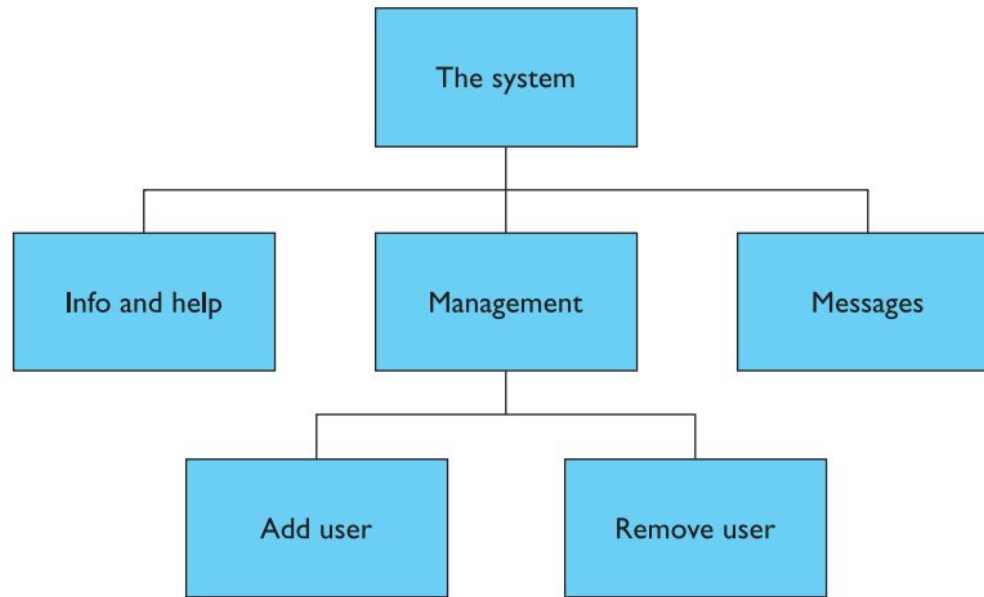 The system
Info and help
Management
Messages
Add user
Remove user